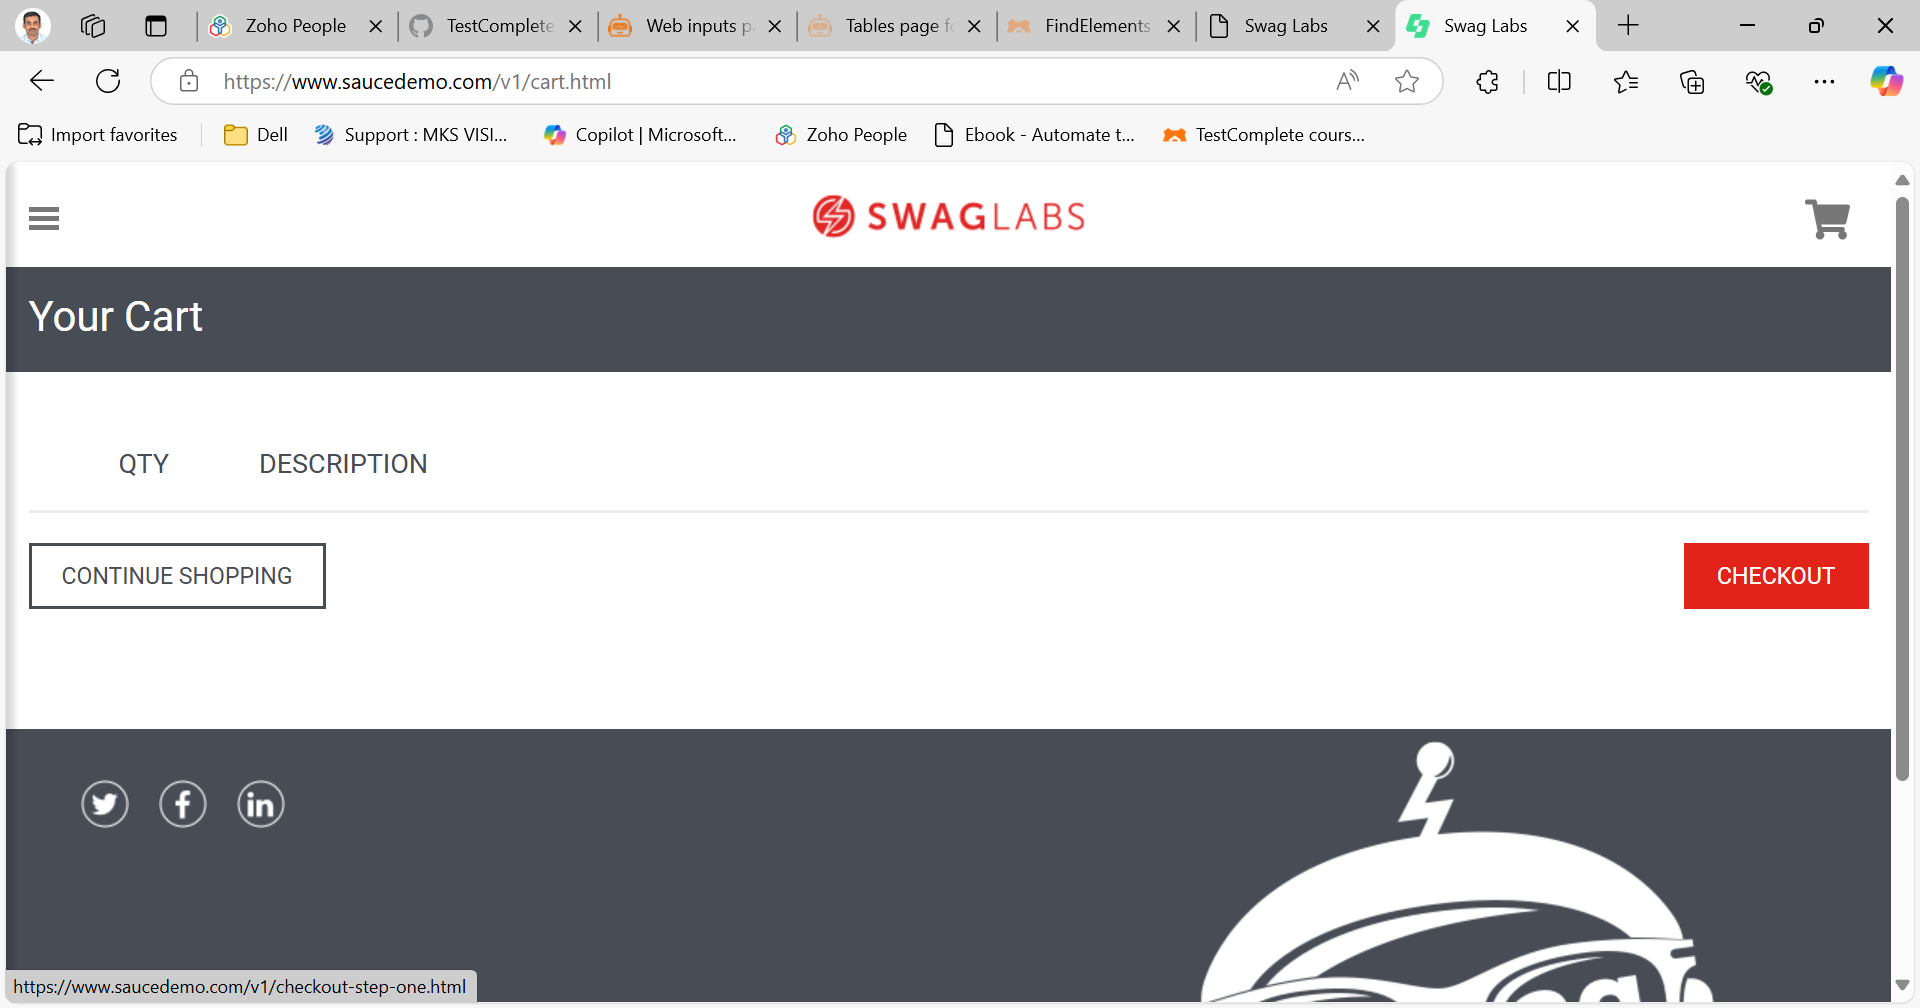 Zoho People
TestComplete
Web inputs p
Tables page fo
FindElements
Swag Labs
Swag Labs
https://www.saucedemo.com/v1/cart.html
Import favorites
Dell
Support : MKS VISI...
Copilot | Microsoft...
Zoho People
Ebook - Automate t...
TestComplete cours...
SWAGLABS
Your Cart
QTY DESCRIPTION
CONTINUE SHOPPING
CHECKOUT
https://www.saucedemo.com/v1/checkout-step-one.html